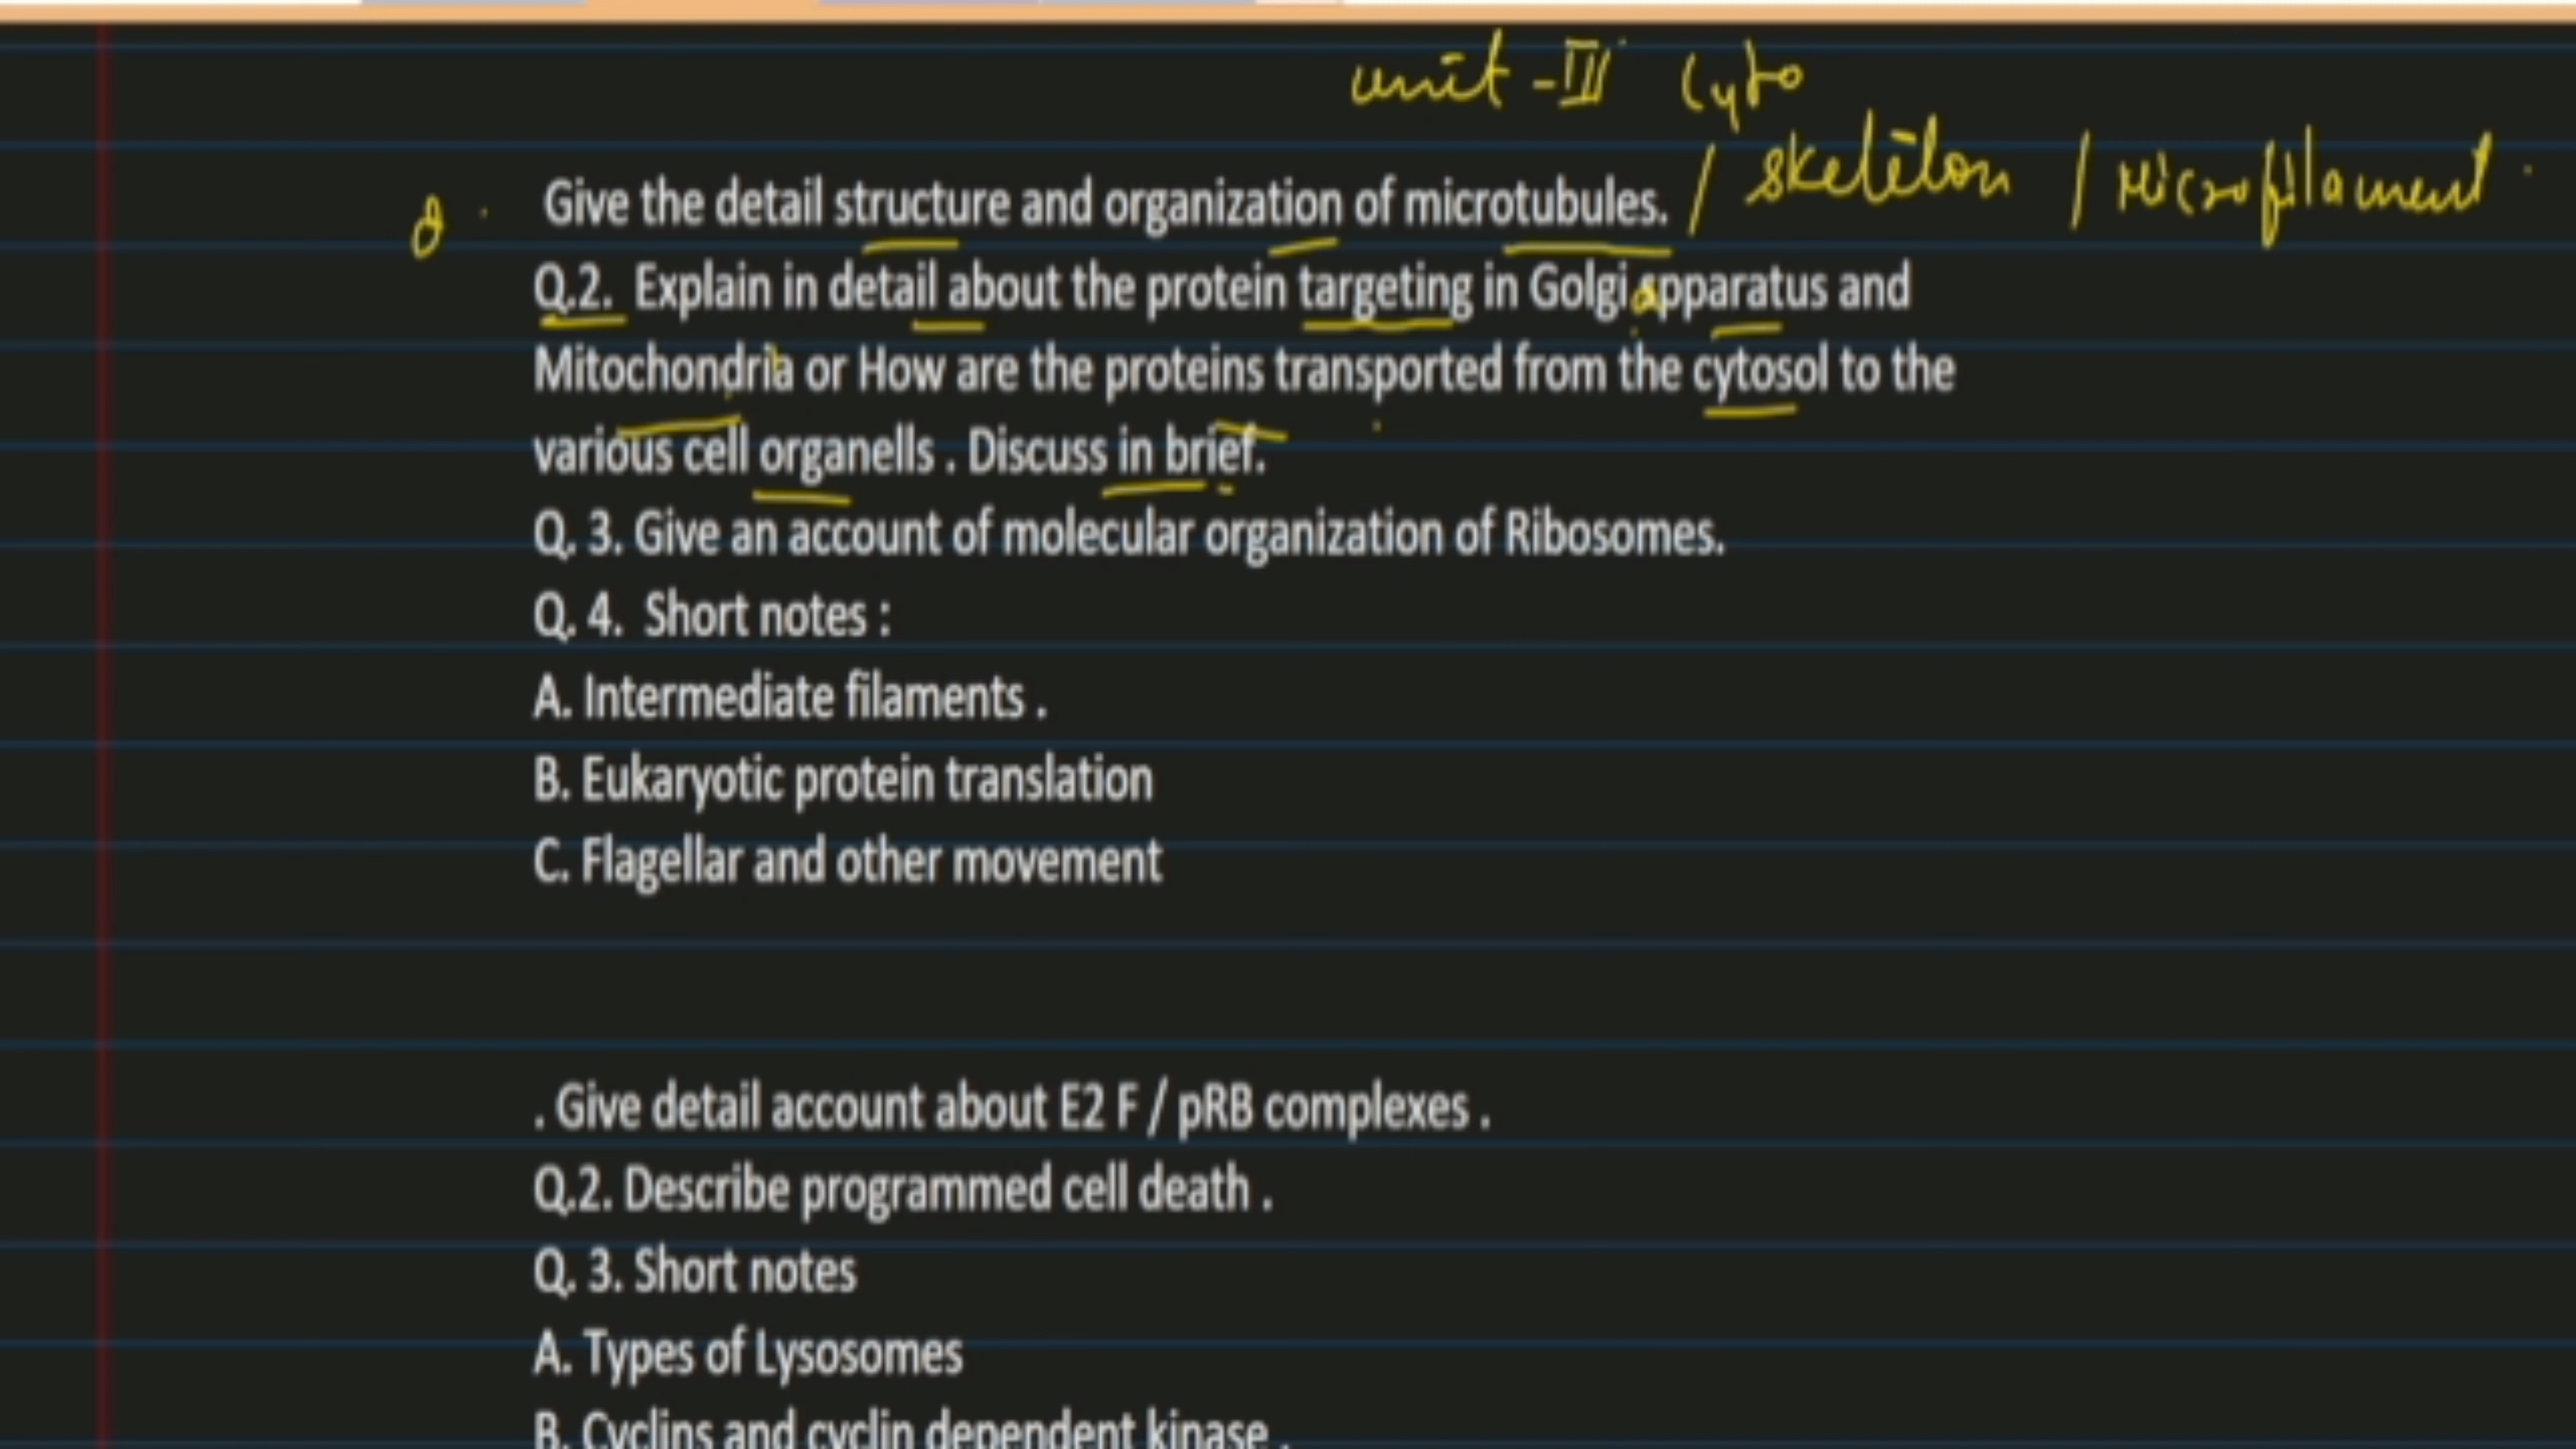 unit - III Cyto
Q. Give the detail structure and organization of microtubules. / skeleton / Microfilament.
Q.2. Explain in detail about the protein targeting in Golgi apparatus and
Mitochondria or How are the proteins transported from the cytosol to the
various cell organells . Discuss in brief.
Q. 3. Give an account of molecular organization of Ribosomes.
Q. 4. Short notes :
A. Intermediate filaments .
B. Eukaryotic protein translation
C. Flagellar and other movement
. Give detail account about E2 F / pRB complexes .
Q.2. Describe programmed cell death .
Q. 3. Short notes
A. Types of Lysosomes
B. Cyclins and cyclin dependent kinase .